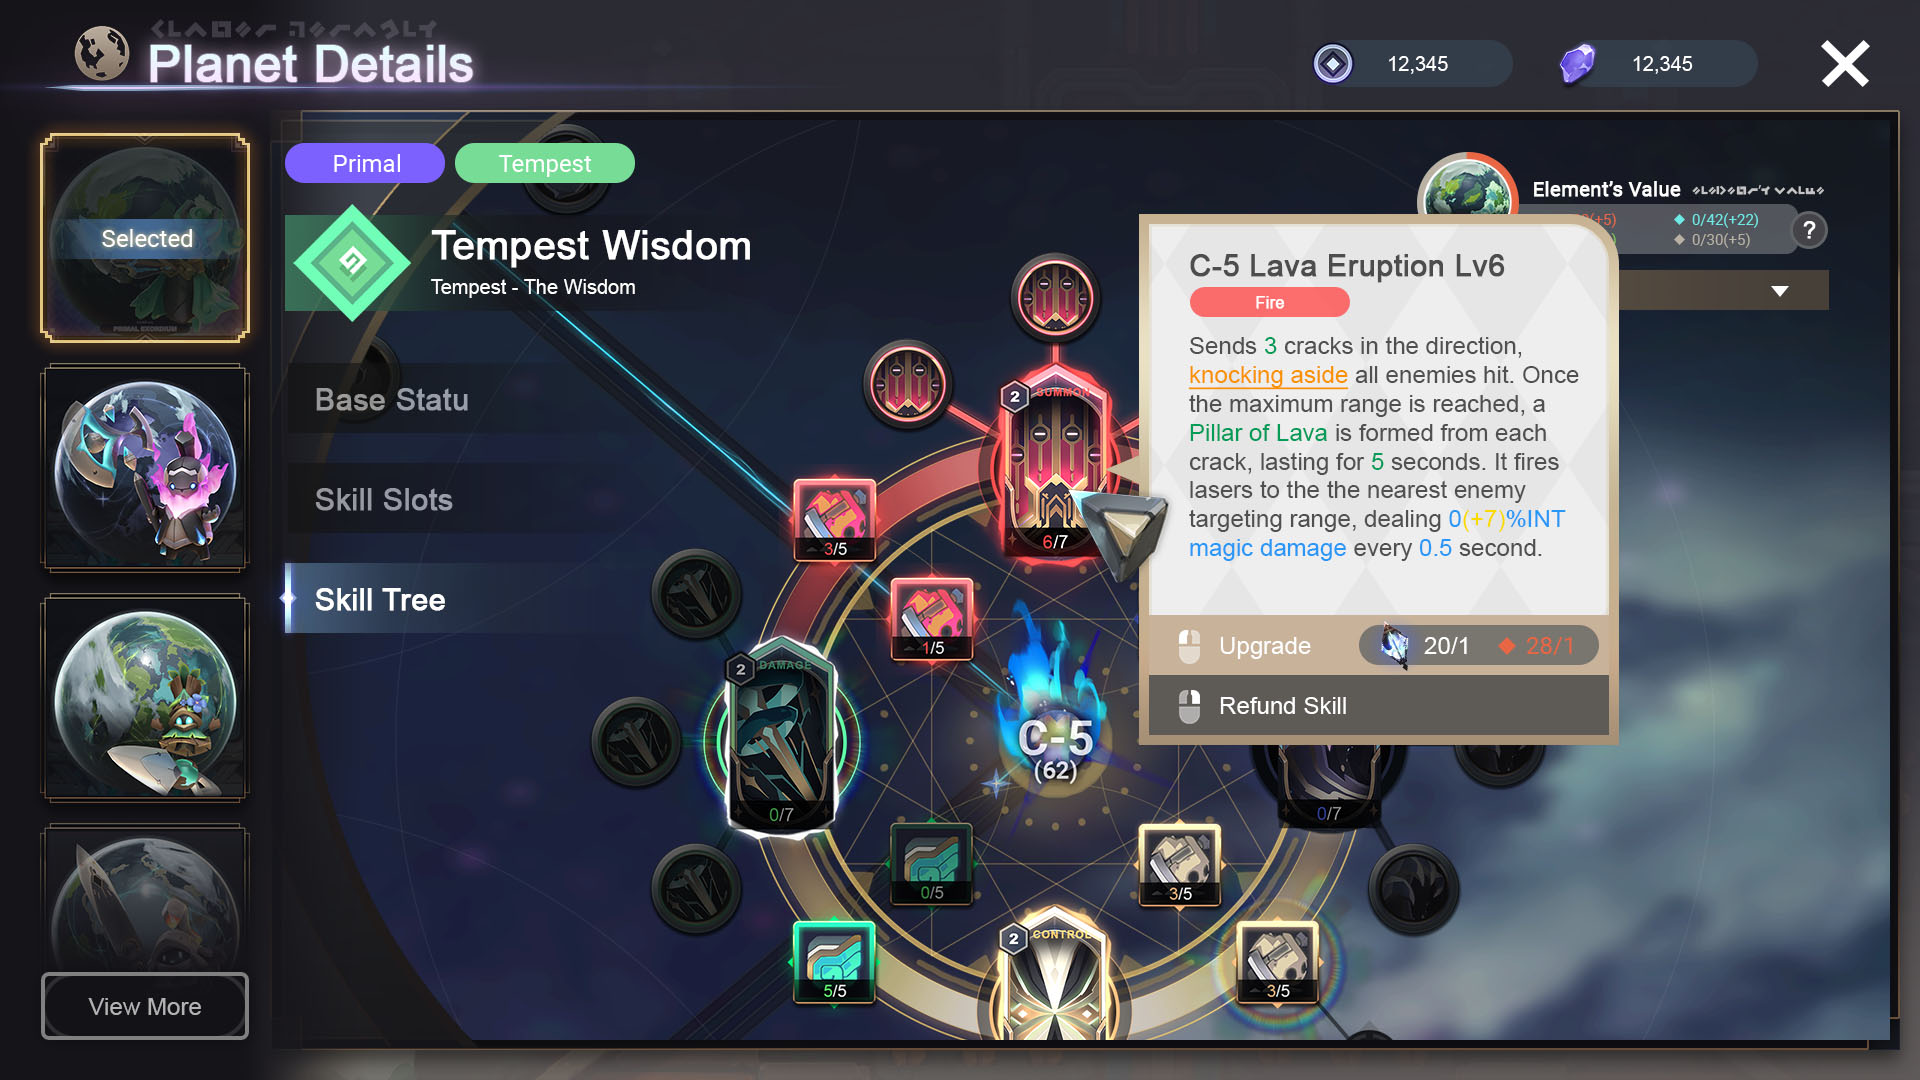 Planet Details
12,345
12,345
Selected
PRIMAL EXORDIUM
View More
Primal
Tempest
Tempest Wisdom
Tempest - The Wisdom
Base Statu
Skill Slots
Skill Tree
Element's Value
(+5)
0/42(+22)
0/30(+5)
?
2
SUMMON
6/7
3/5
1/5
2
DAMAGE
0/7
C-5
(62)
0/7
0/5
3/5
5/5
2
CONTROL
3/5
C-5 Lava Eruption Lv6
Fire
Sends 3 cracks in the direction,
knocking aside all enemies hit. Once
the maximum range is reached, a
Pillar of Lava is formed from each
crack, lasting for 5 seconds. It fires
lasers to the the nearest enemy
targeting range, dealing 0(+7)%INT
magic damage every 0.5 second.
Upgrade
20/1
28/1
Refund Skill